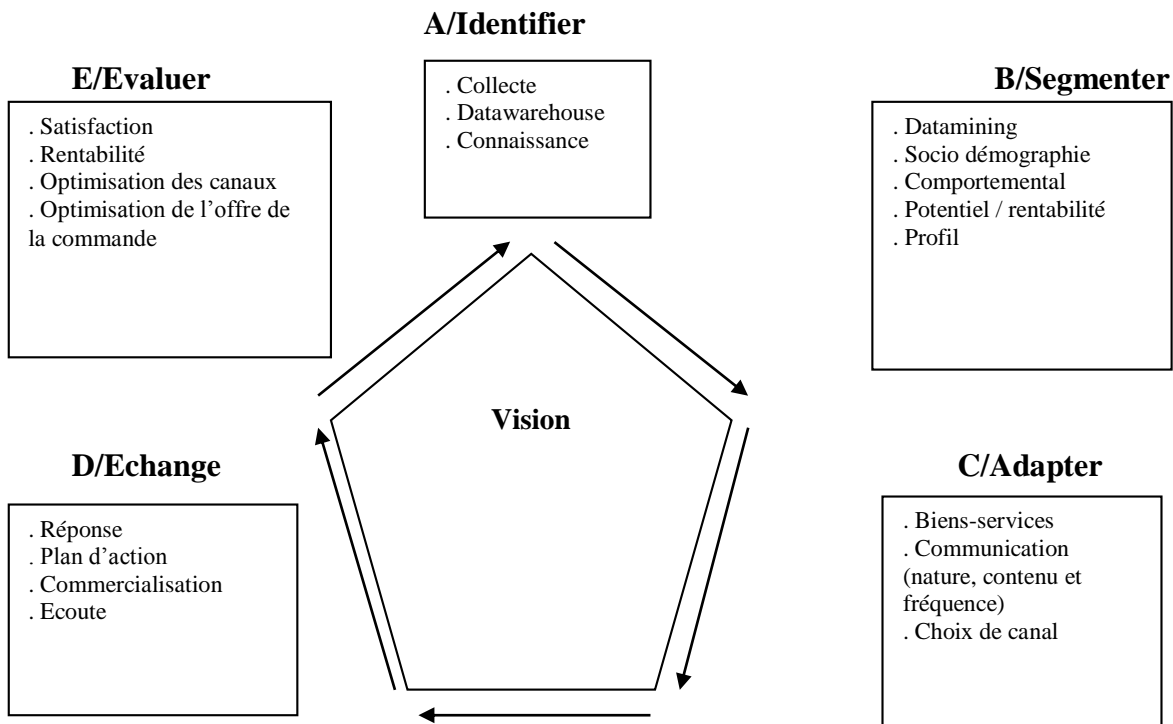 A/Identifier
. Collecte
. Datawarehouse
. Connaissance
E/Evaluer
. Satisfaction
. Rentabilité
. Optimisation des canaux
. Optimisation de l’offre de
la commande
B/Segmenter
. Datamining
. Socio démographie
. Comportemental
. Potentiel / rentabilité
. Profil
Vision
D/Echange
. Réponse
. Plan d’action
. Commercialisation
. Ecoute
C/Adapter
. Biens-services
. Communication
(nature, contenu et
fréquence)
. Choix de canal